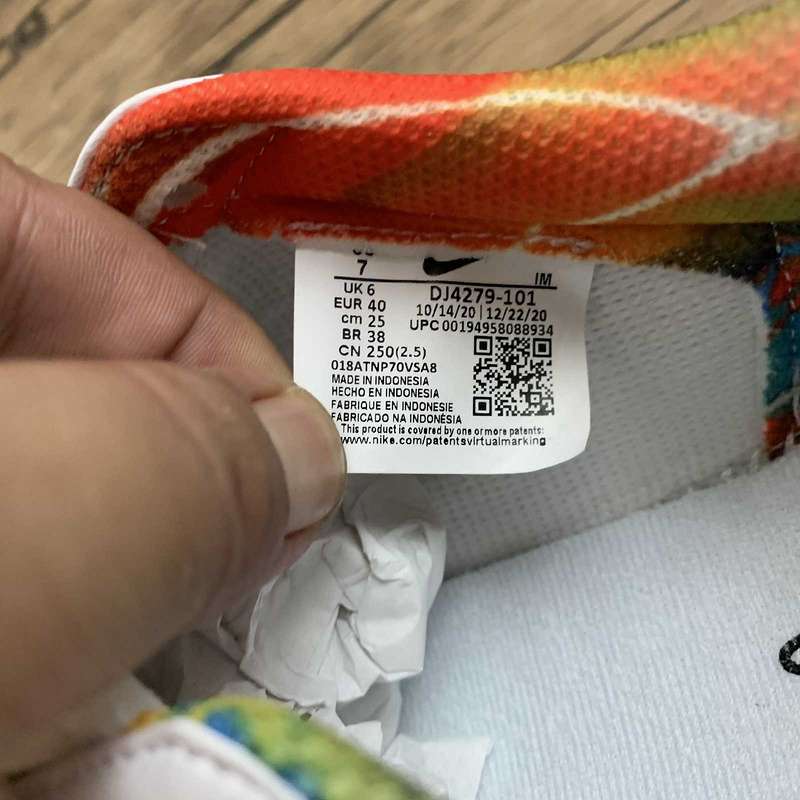 7
IM
UK 6
DJ4279-101
EUR 40
10/14/20 | 12/22/20
cm 25
UPC 00194958088934
BR 38
CN 250(2.5)
018ATNP70VSA8
MADE IN INDONESIA
HECHO EN INDONESIA
FABRIQUE EN INDONESIE
FABRICADO NA INDONÉSIA
This product is covered by one or more patents:
www.nike.com/patentsvirtualmarking